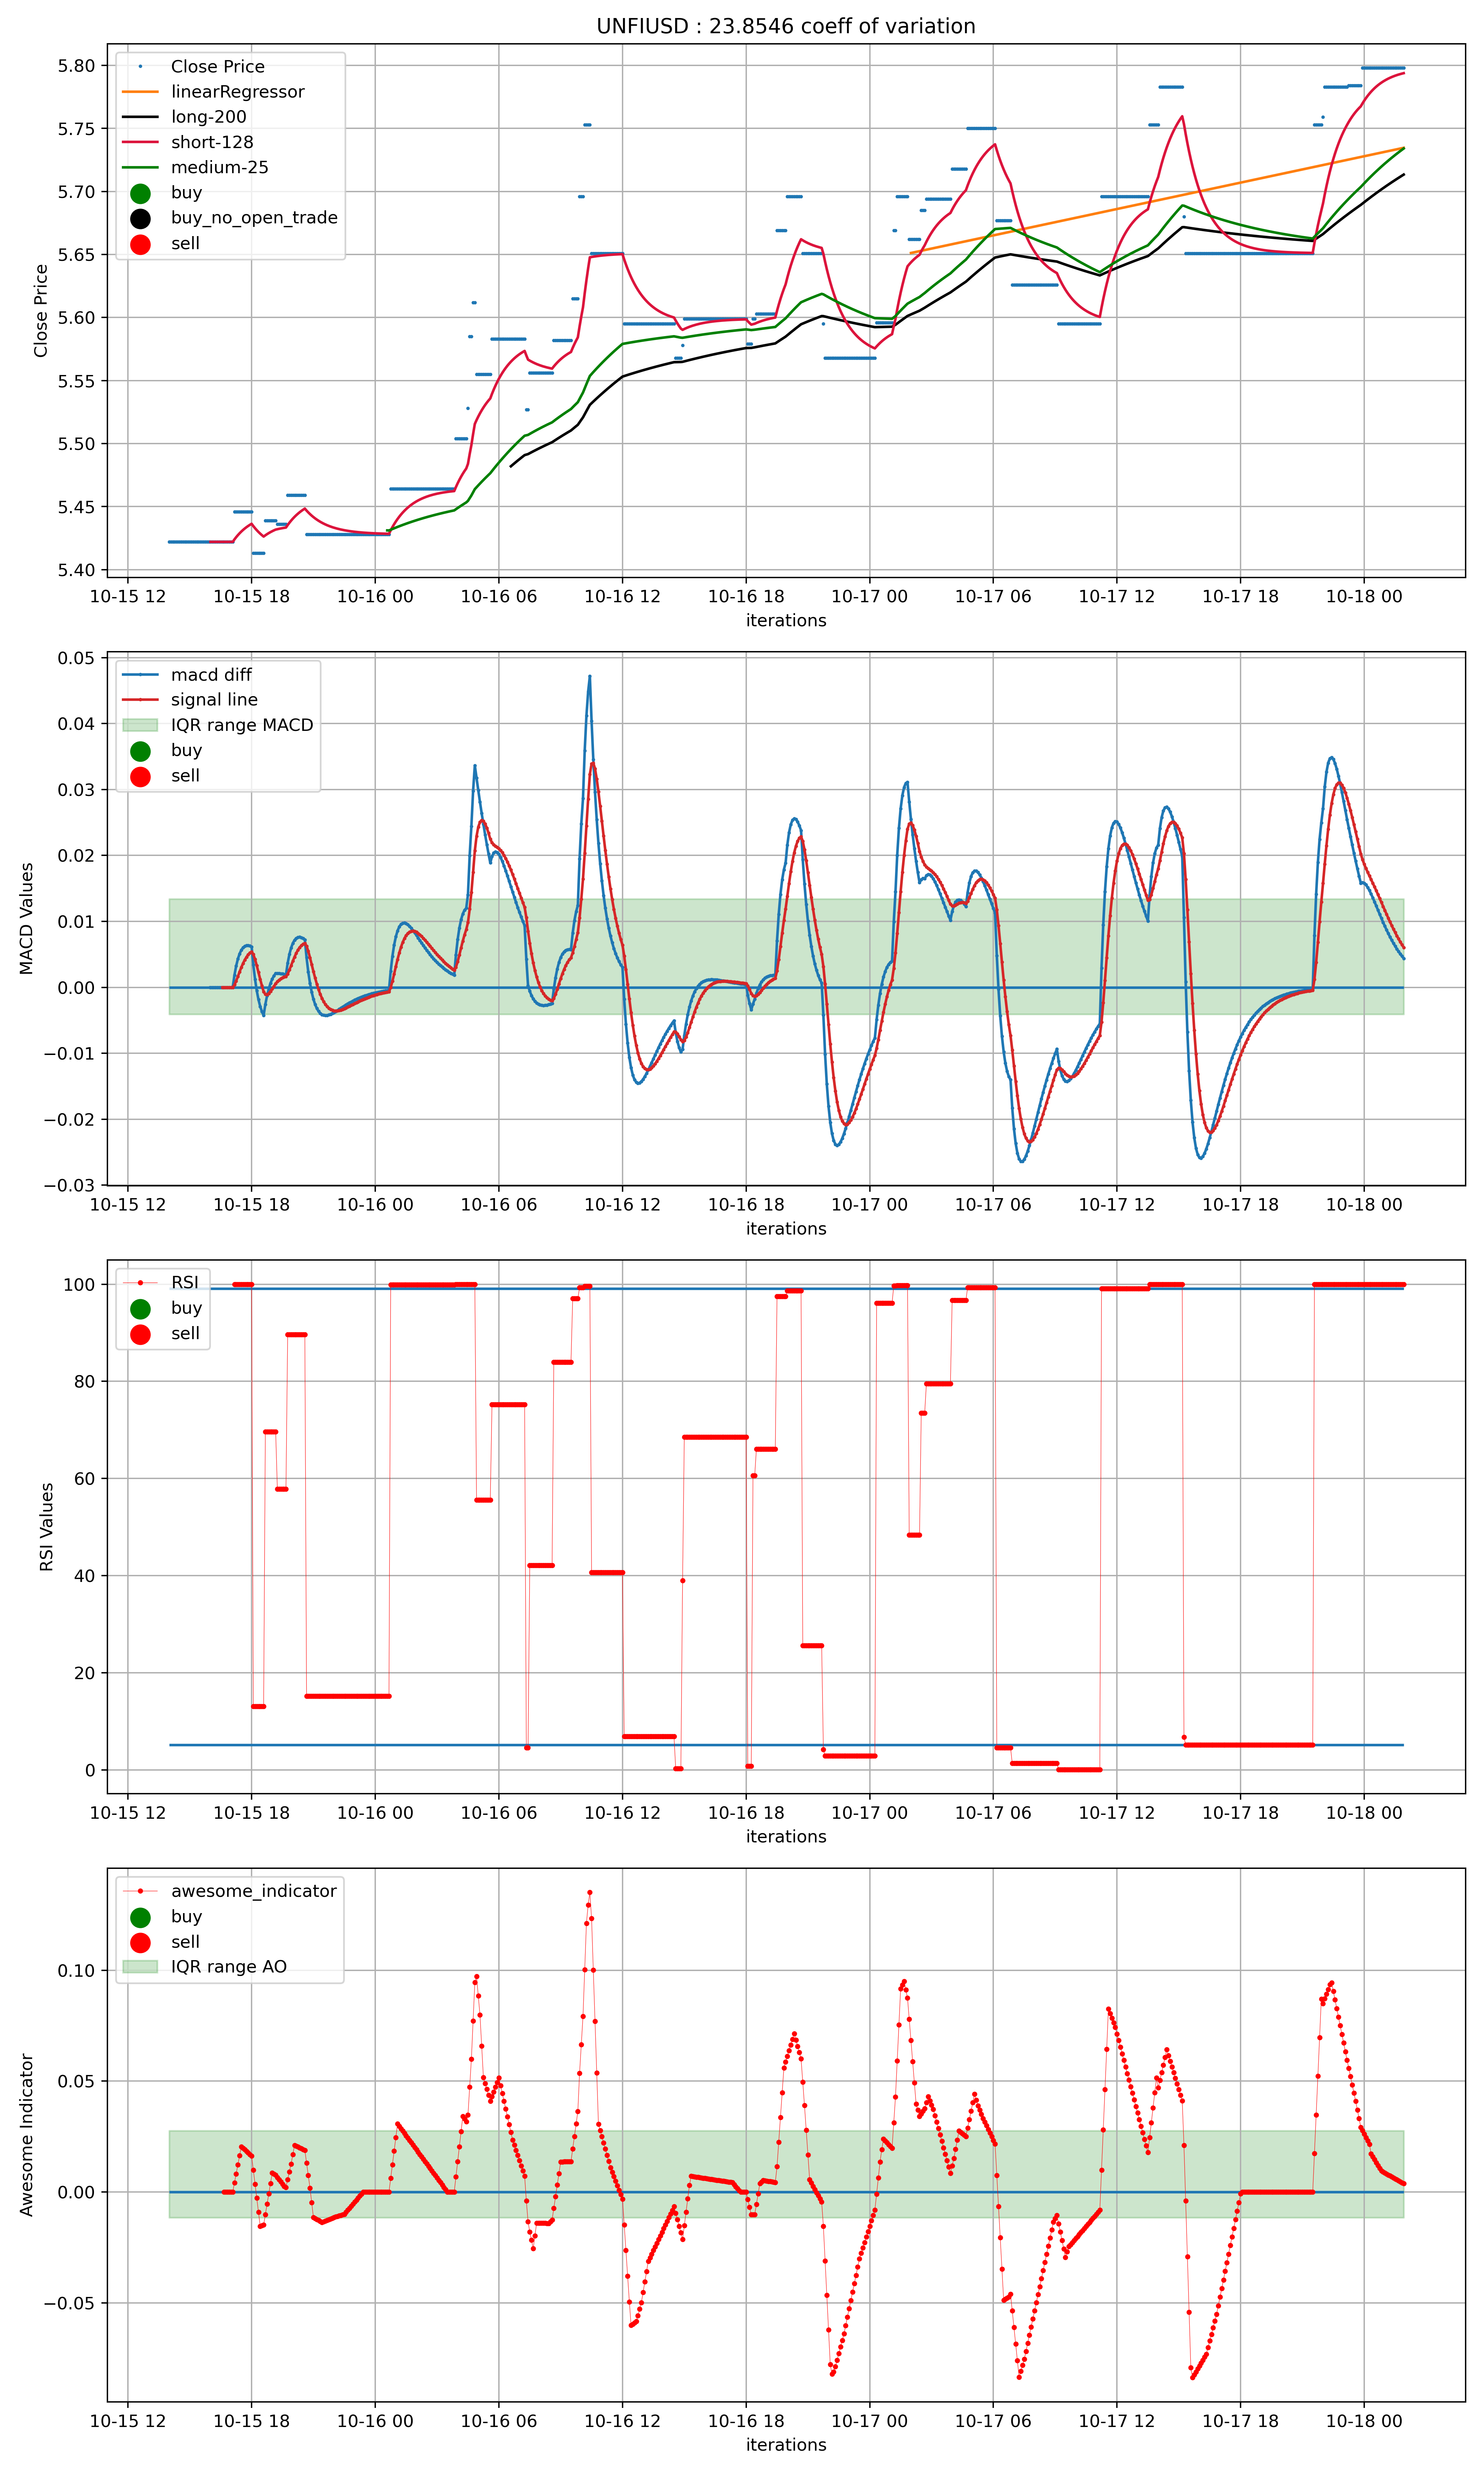 UNFIUSD : 23.8546 coeff of variation
Close Price
linearRegressor
long-200
short-128
medium-25
buy
buy_no_open_trade
sell
Close Price
5.80
5.75
5.70
5.65
5.60
5.55
5.50
5.45
5.40
10-15 12 10-15 18 10-16 00 10-16 06 10-16 12 10-16 18 10-17 00 10-17 06 10-17 12 10-17 18 10-18 00
iterations
macd diff
signal line
IQR range MACD
buy
sell
MACD Values
0.05
0.04
0.03
0.02
0.01
0.00
−0.01
−0.02
−0.03
10-15 12 10-15 18 10-16 00 10-16 06 10-16 12 10-16 18 10-17 00 10-17 06 10-17 12 10-17 18 10-18 00
iterations
RSI
buy
sell
RSI Values
100
80
60
40
20
0
10-15 12 10-15 18 10-16 00 10-16 06 10-16 12 10-16 18 10-17 00 10-17 06 10-17 12 10-17 18 10-18 00
iterations
awesome_indicator
buy
sell
IQR range AO
Awesome Indicator
0.10
0.05
0.00
−0.05
10-15 12 10-15 18 10-16 00 10-16 06 10-16 12 10-16 18 10-17 00 10-17 06 10-17 12 10-17 18 10-18 00
iterations